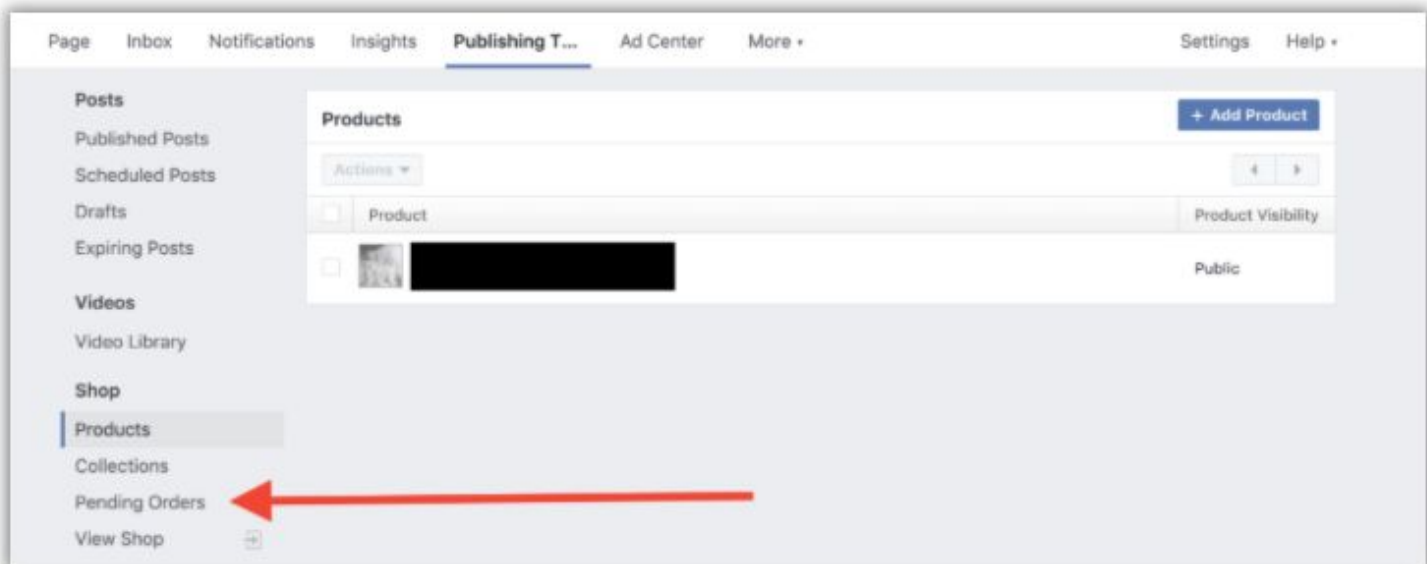 Page Inbox Notifications Insights Publishing T... Ad Center More Settings Help
Posts
Published Posts
Scheduled Posts
Drafts
Expiring Posts
Videos
Video Library
Shop
Products
Collections
Pending Orders
View Shop
Products + Add Product
Actions
Product Product Visibility
Public